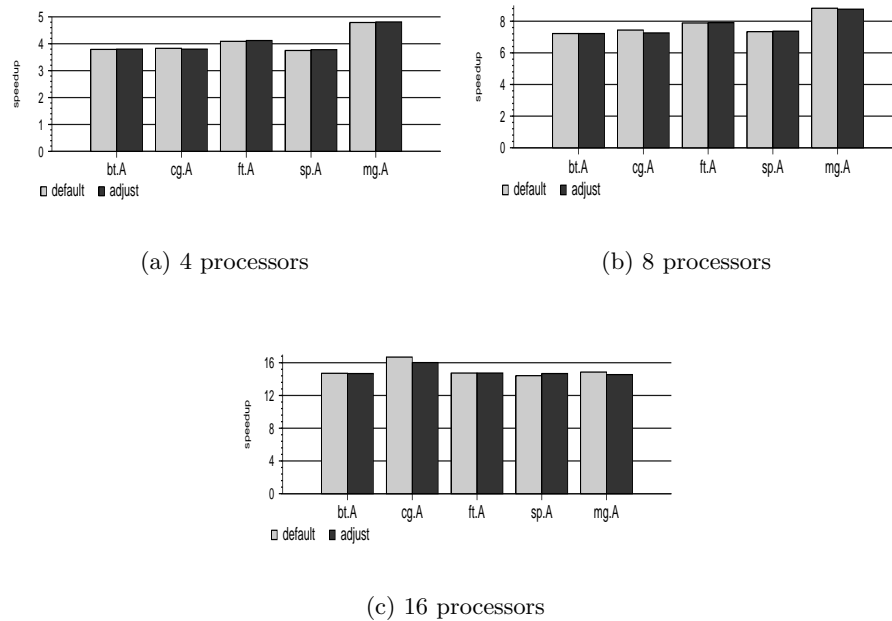 5
4
3
2
1
0
speedup
bt.A cg.A ft.A sp.A mg.A
default adjust
(a) 4 processors
8
6
4
2
0
speedup
bt.A cg.A ft.A sp.A mg.A
default adjust
(b) 8 processors
16
12
8
4
0
speedup
bt.A cg.A ft.A sp.A mg.A
default adjust
(c) 16 processors